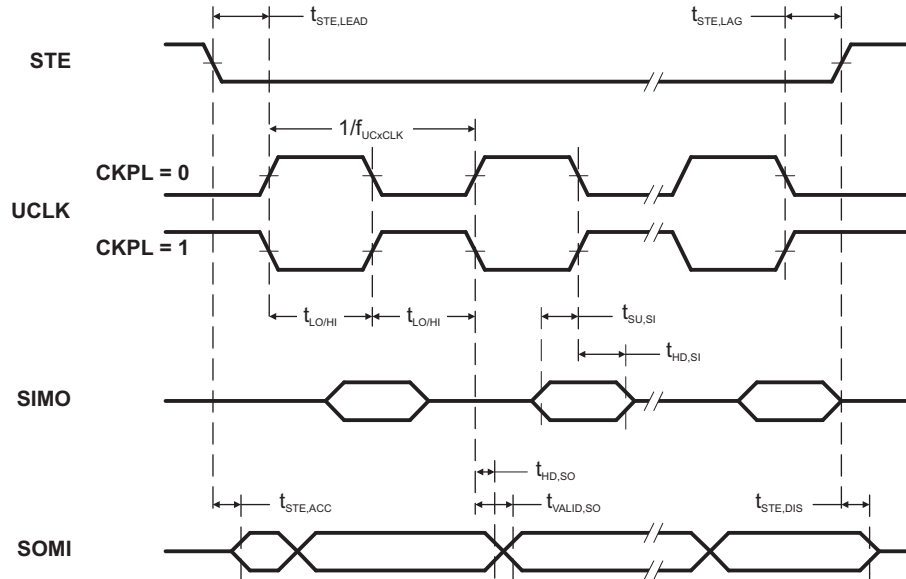 tSTE,LEAD
tSTE,LAG
STE
1/fUCxCLK
CKPL = 0
UCLK
CKPL = 1
tLO/HI tLO/HI
tSU,SI
tHD,SI
SIMO
tHD,SO
tSTE,ACC
tVALID,SO
tSTE,DIS
SOMI